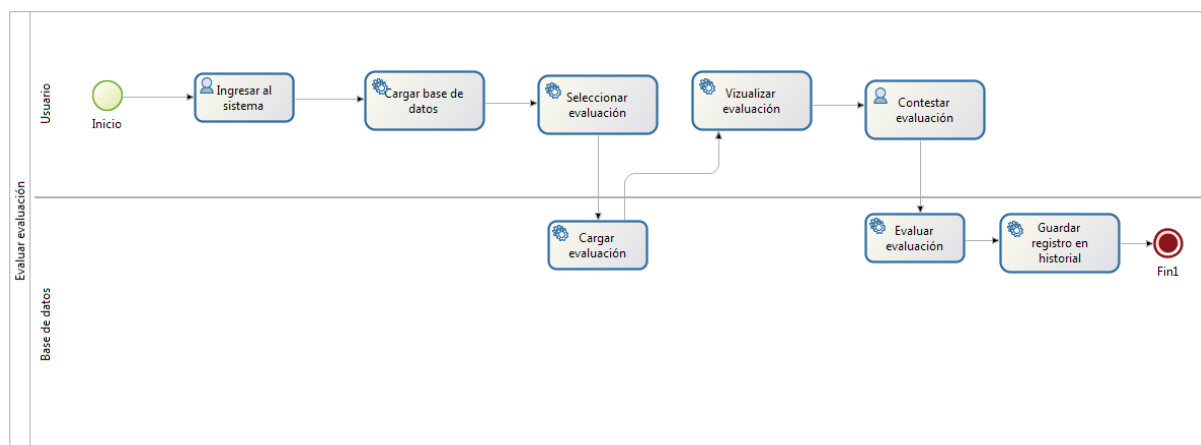 Evaluar evaluación
Usuario
Inicio
Ingresar al
sistema
Cargar base de
datos
Seleccionar
evaluación
Vizualizar
evaluación
Contestar
evaluación
Base de datos
Cargar
evaluación
Evaluar
evaluación
Guardar
registro en
historial
Fin1